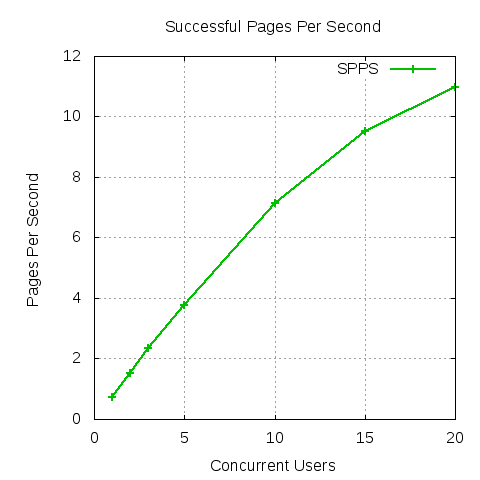 Successful Pages Per Second
12
SPPS
10
8
6
4
2
0
Pages Per Second
0 5 10 15 20
Concurrent Users